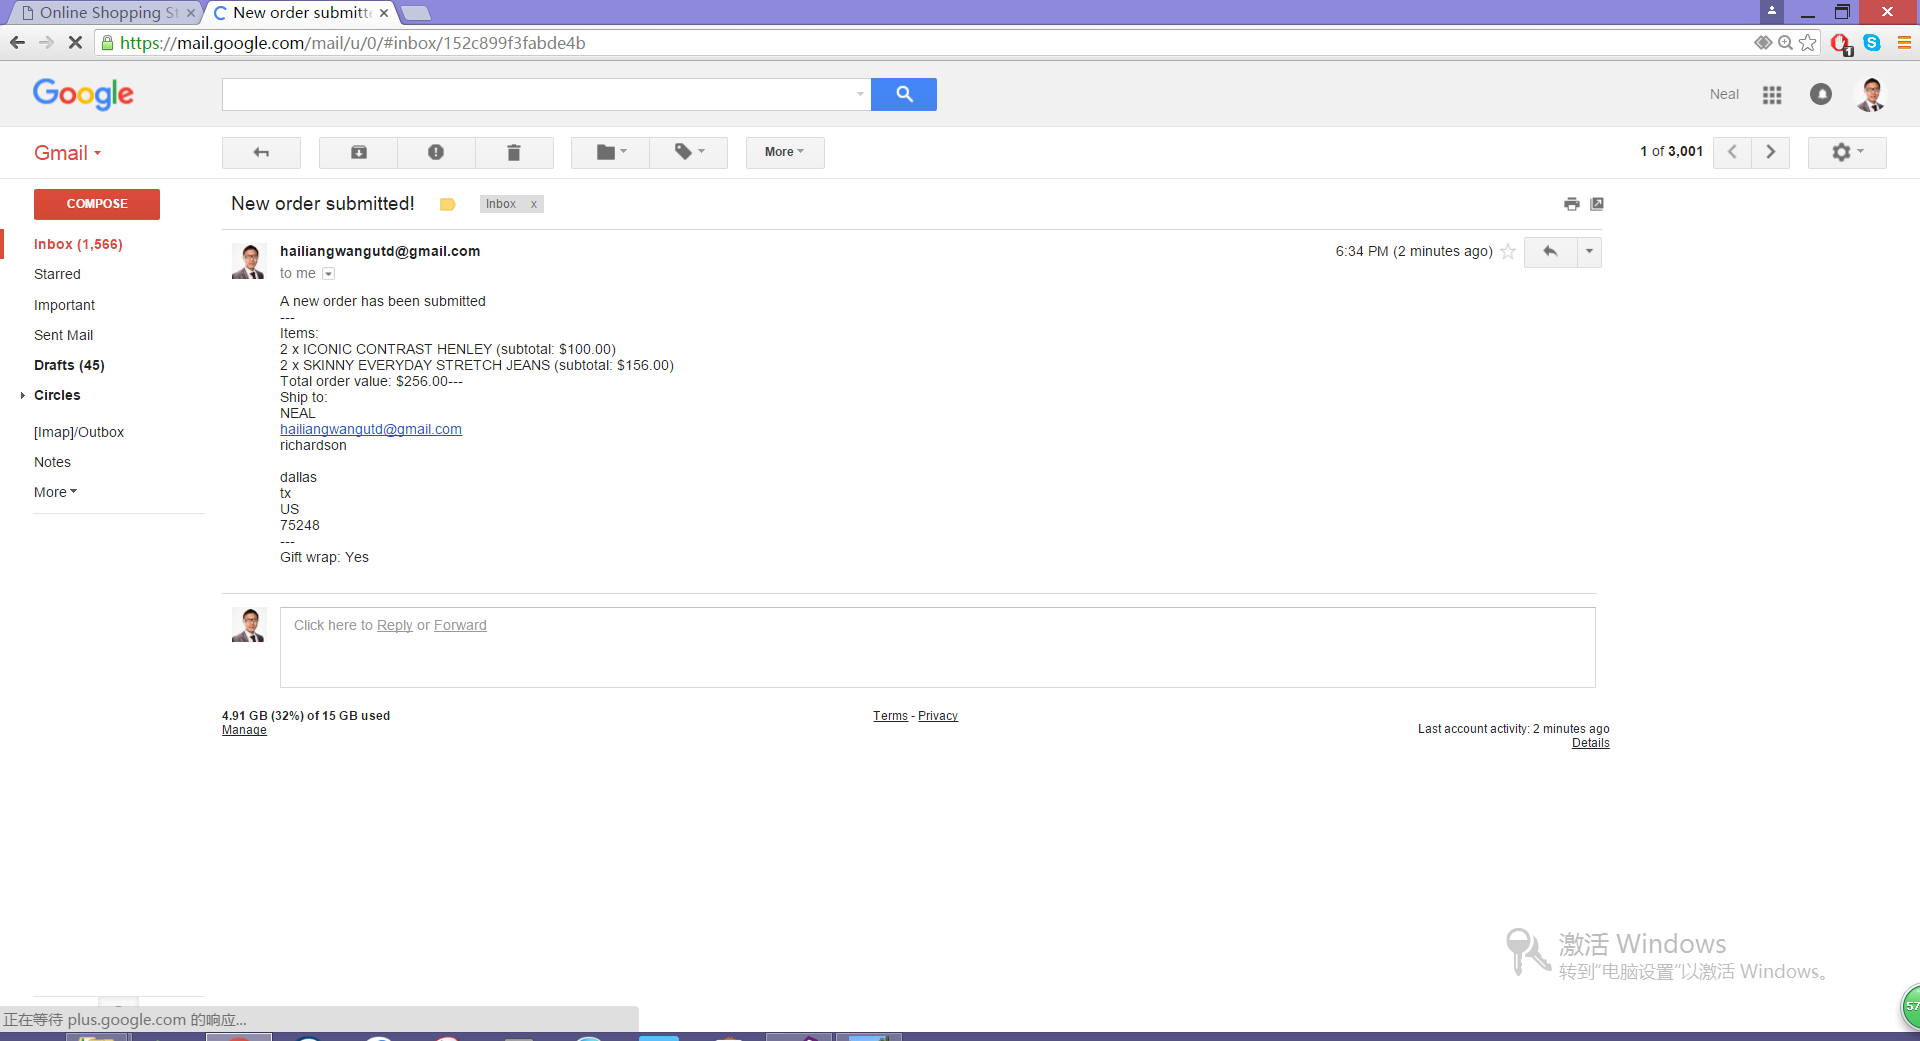 Online Shopping St
New order submitte
https://mail.google.com/mail/u/0/#inbox/152c899f3fabde4b
1
S
Google
Neal
Gmail
More
1 of 3,001
COMPOSE
New order submitted!
Inbox x
Inbox (1,566)
Starred
Important
Sent Mail
Drafts (45)
Circles
[Imap]/Outbox
Notes
More
hailiangwangutd@gmail.com
6:34 PM (2 minutes ago)
to me
A new order has been submitted
---
Items:
2 x ICONIC CONTRAST HENLEY (subtotal: $100.00)
2 x SKINNY EVERYDAY STRETCH JEANS (subtotal: $156.00)
Total order value: $256.00---
Ship to:
NEAL
hailiangwangutd@gmail.com
richardson
dallas
tx
US
75248
---
Gift wrap: Yes
Click here to Reply or Forward
4.91 GB (32%) of 15 GB used
Manage
Terms - Privacy
Last account activity: 2 minutes ago
Details
激活 Windows
转到“电脑设置”以激活 Windows。
57
正在等待 plus.google.com 的响应...